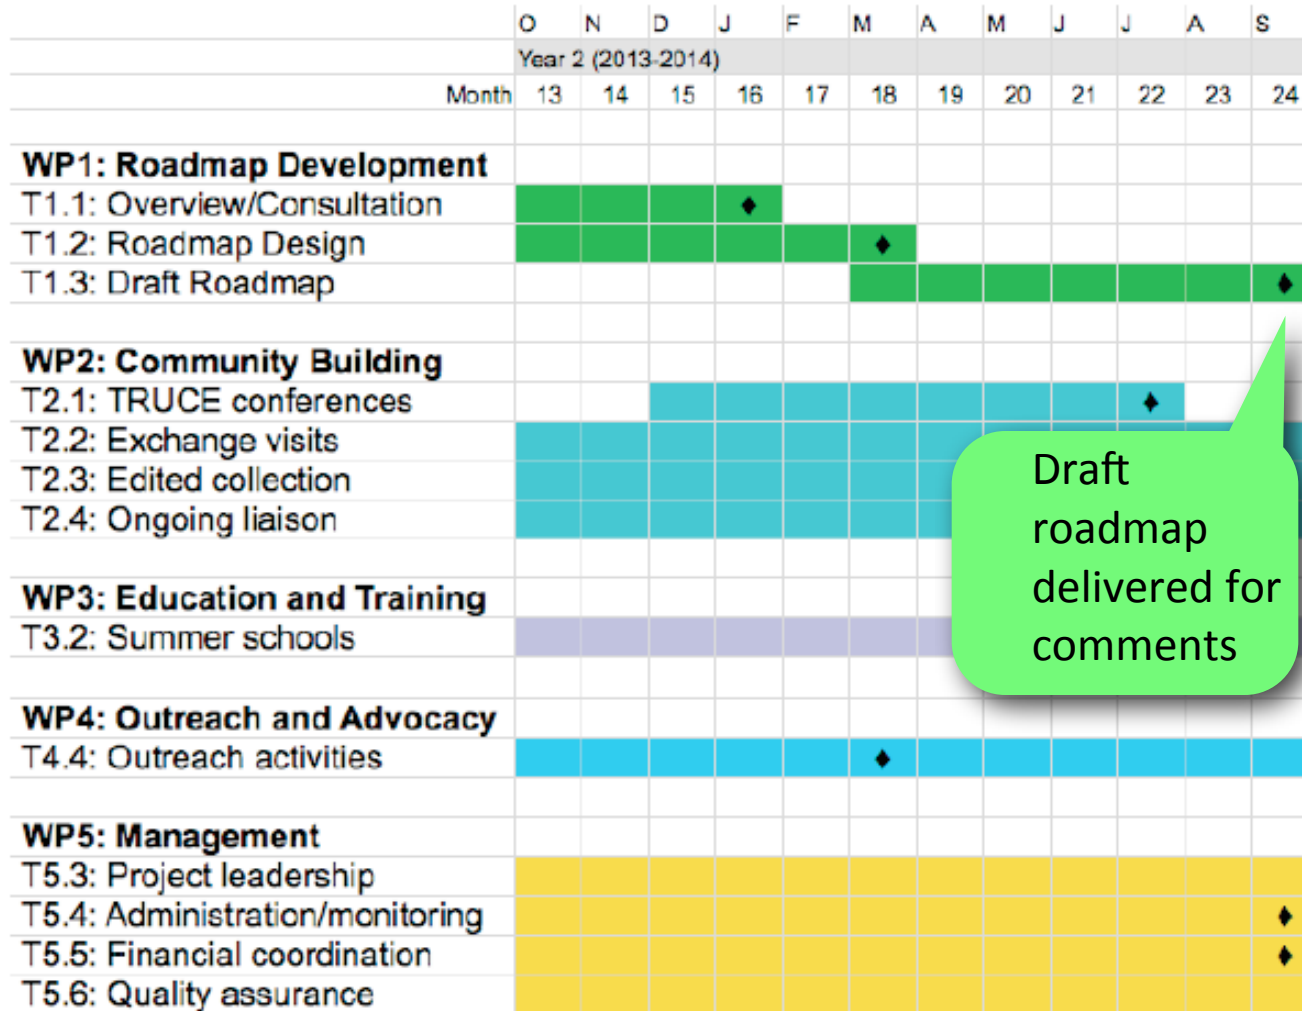 O N D J F M A M J J A S
Year 2 (2013-2014)
Month 13 14 15 16 17 18 19 20 21 22 23 24
WP1: Roadmap Development
T1.1: Overview/Consultation
T1.2: Roadmap Design
T1.3: Draft Roadmap
WP2: Community Building
T2.1: TRUCE conferences
T2.2: Exchange visits
T2.3: Edited collection
T2.4: Ongoing liaison
Draft
roadmap
delivered for
comments
WP3: Education and Training
T3.2: Summer schools
WP4: Outreach and Advocacy
T4.4: Outreach activities
WP5: Management
T5.3: Project leadership
T5.4: Administration/monitoring
T5.5: Financial coordination
T5.6: Quality assurance